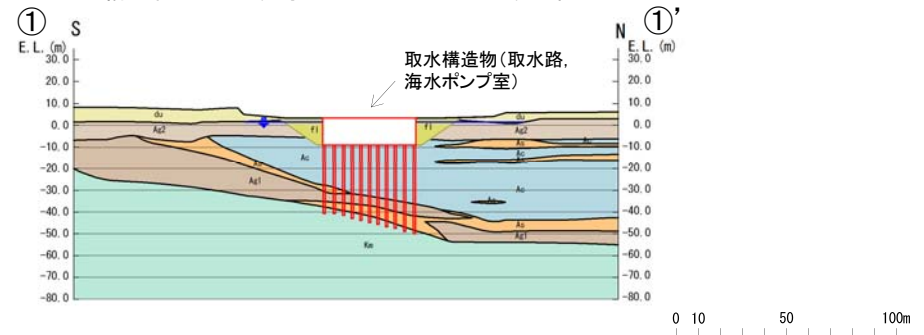 ① S N ①'
E.L.(m) E.L.(m)
取水構造物(取水路,
海水ポンプ室)
30.0 30.0
20.0 20.0
10.0 10.0
du du
0.0 0.0
Ag2 fl fl Ag2
-10.0 As Ac -10.0
Ac Ac
-20.0 -20.0
Ag1
-30.0 Ac -30.0
-40.0 -40.0
As
-50.0 Ag1 -50.0
Km
-60.0 -60.0
-70.0 -70.0
-80.0 -80.0
0 10 50 100m